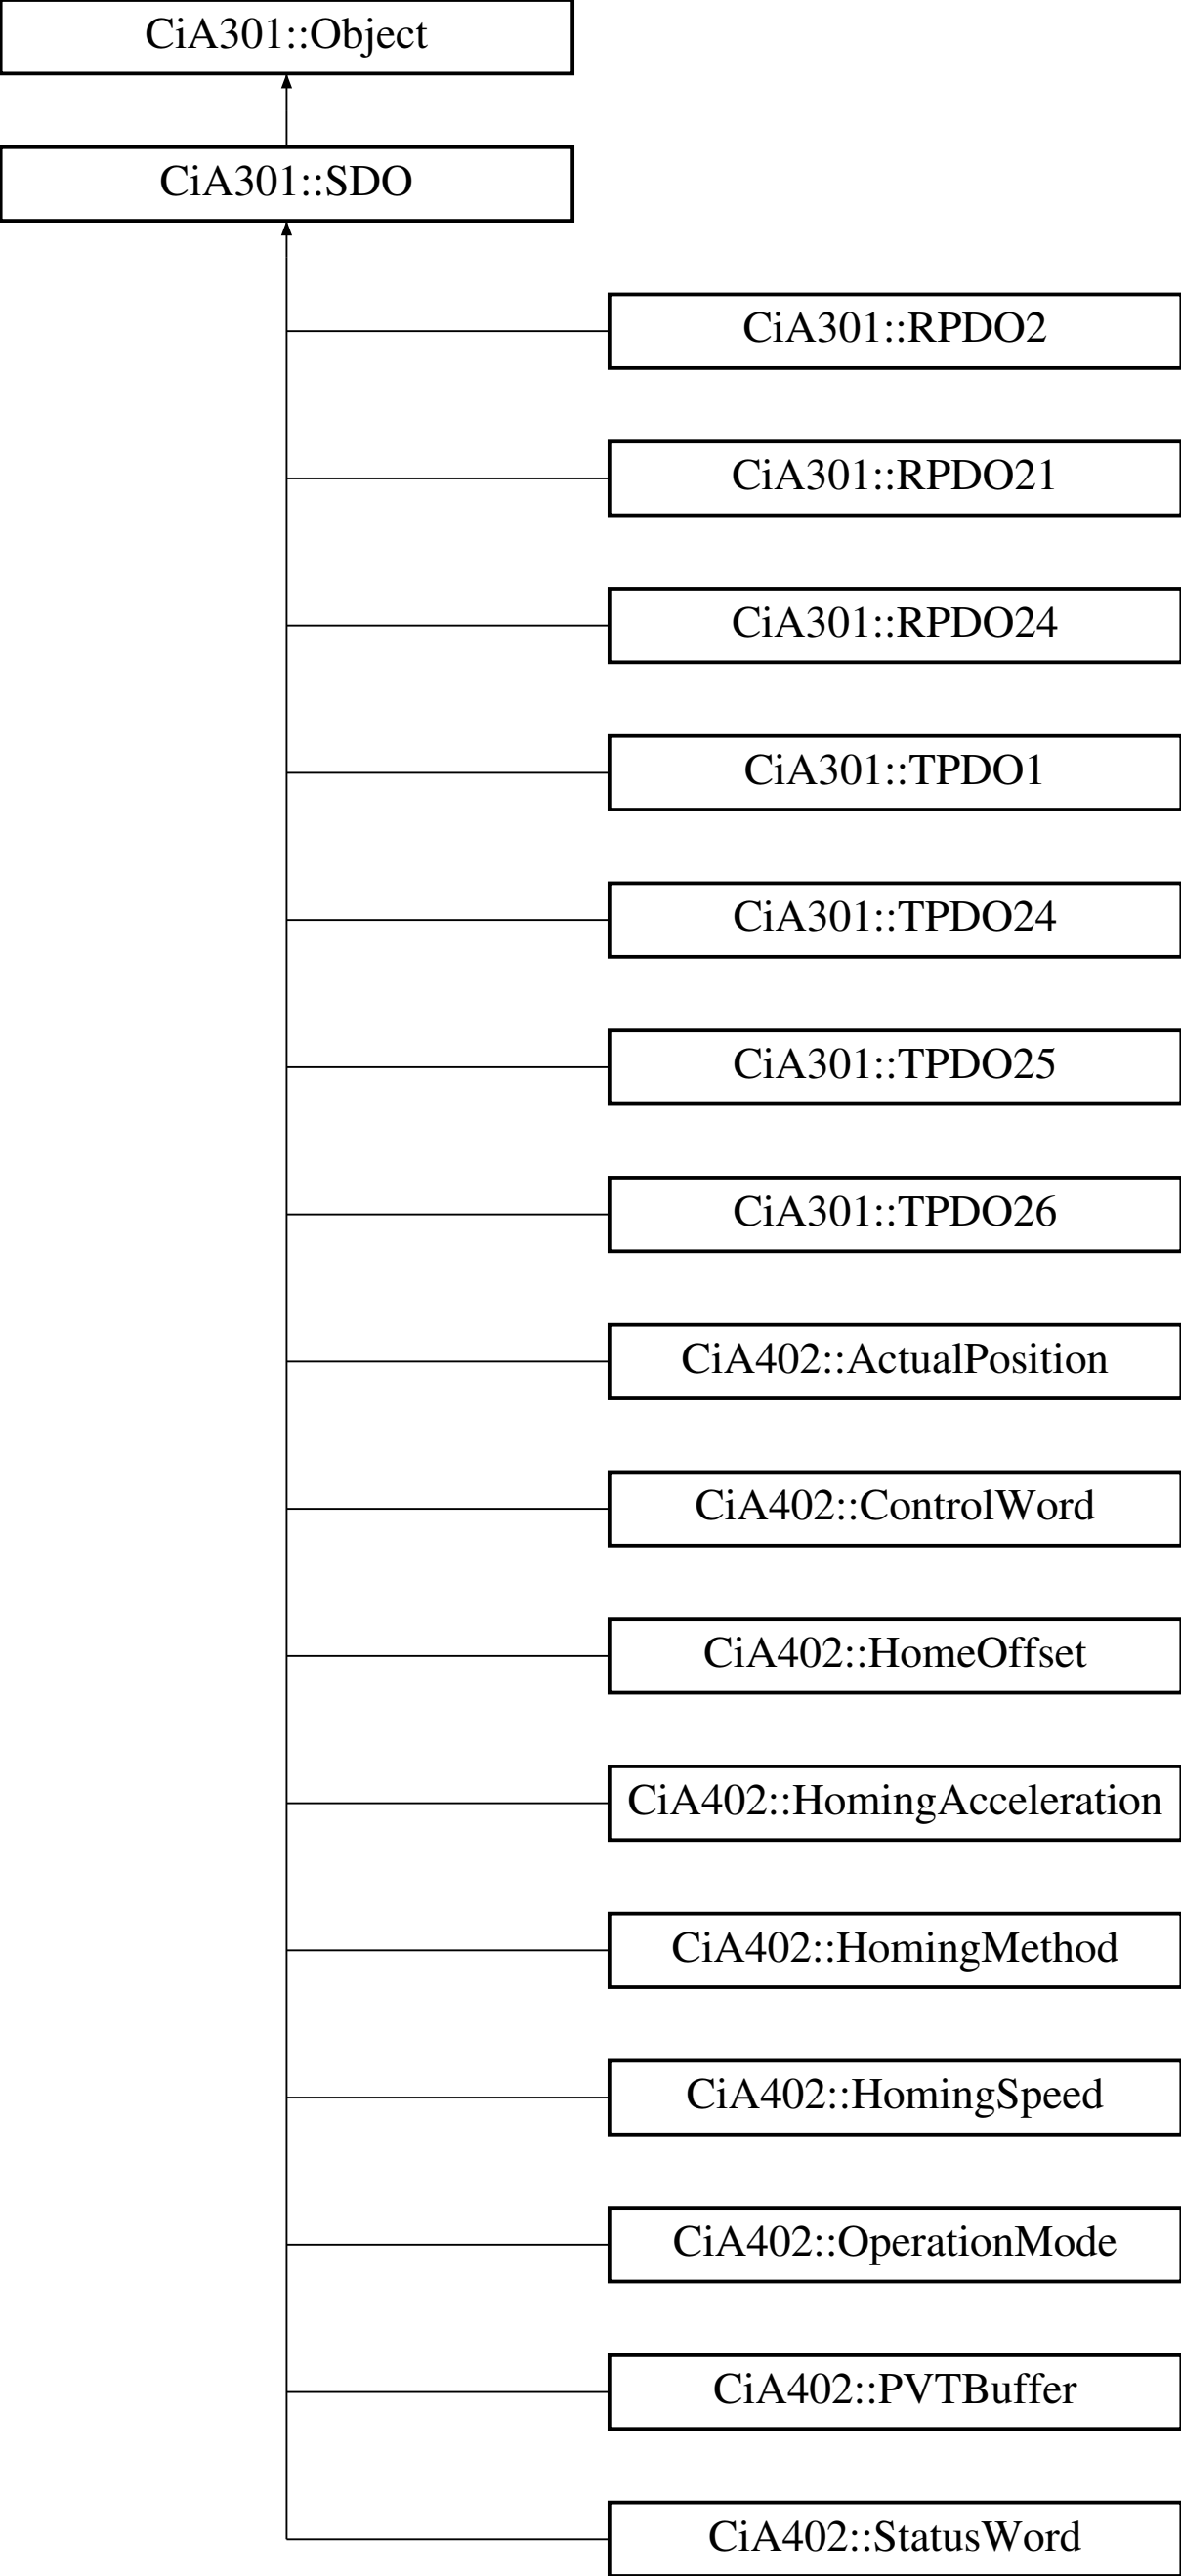 CiA301::Object
CiA301::SDO
CiA301::RPDO2
CiA301::RPDO21
CiA301::RPDO24
CiA301::TPDO1
CiA301::TPDO24
CiA301::TPDO25
CiA301::TPDO26
CiA402::ActualPosition
CiA402::ControlWord
CiA402::HomeOffset
CiA402::HomingAcceleration
CiA402::HomingMethod
CiA402::HomingSpeed
CiA402::OperationMode
CiA402::PVTBuffer
CiA402::StatusWord